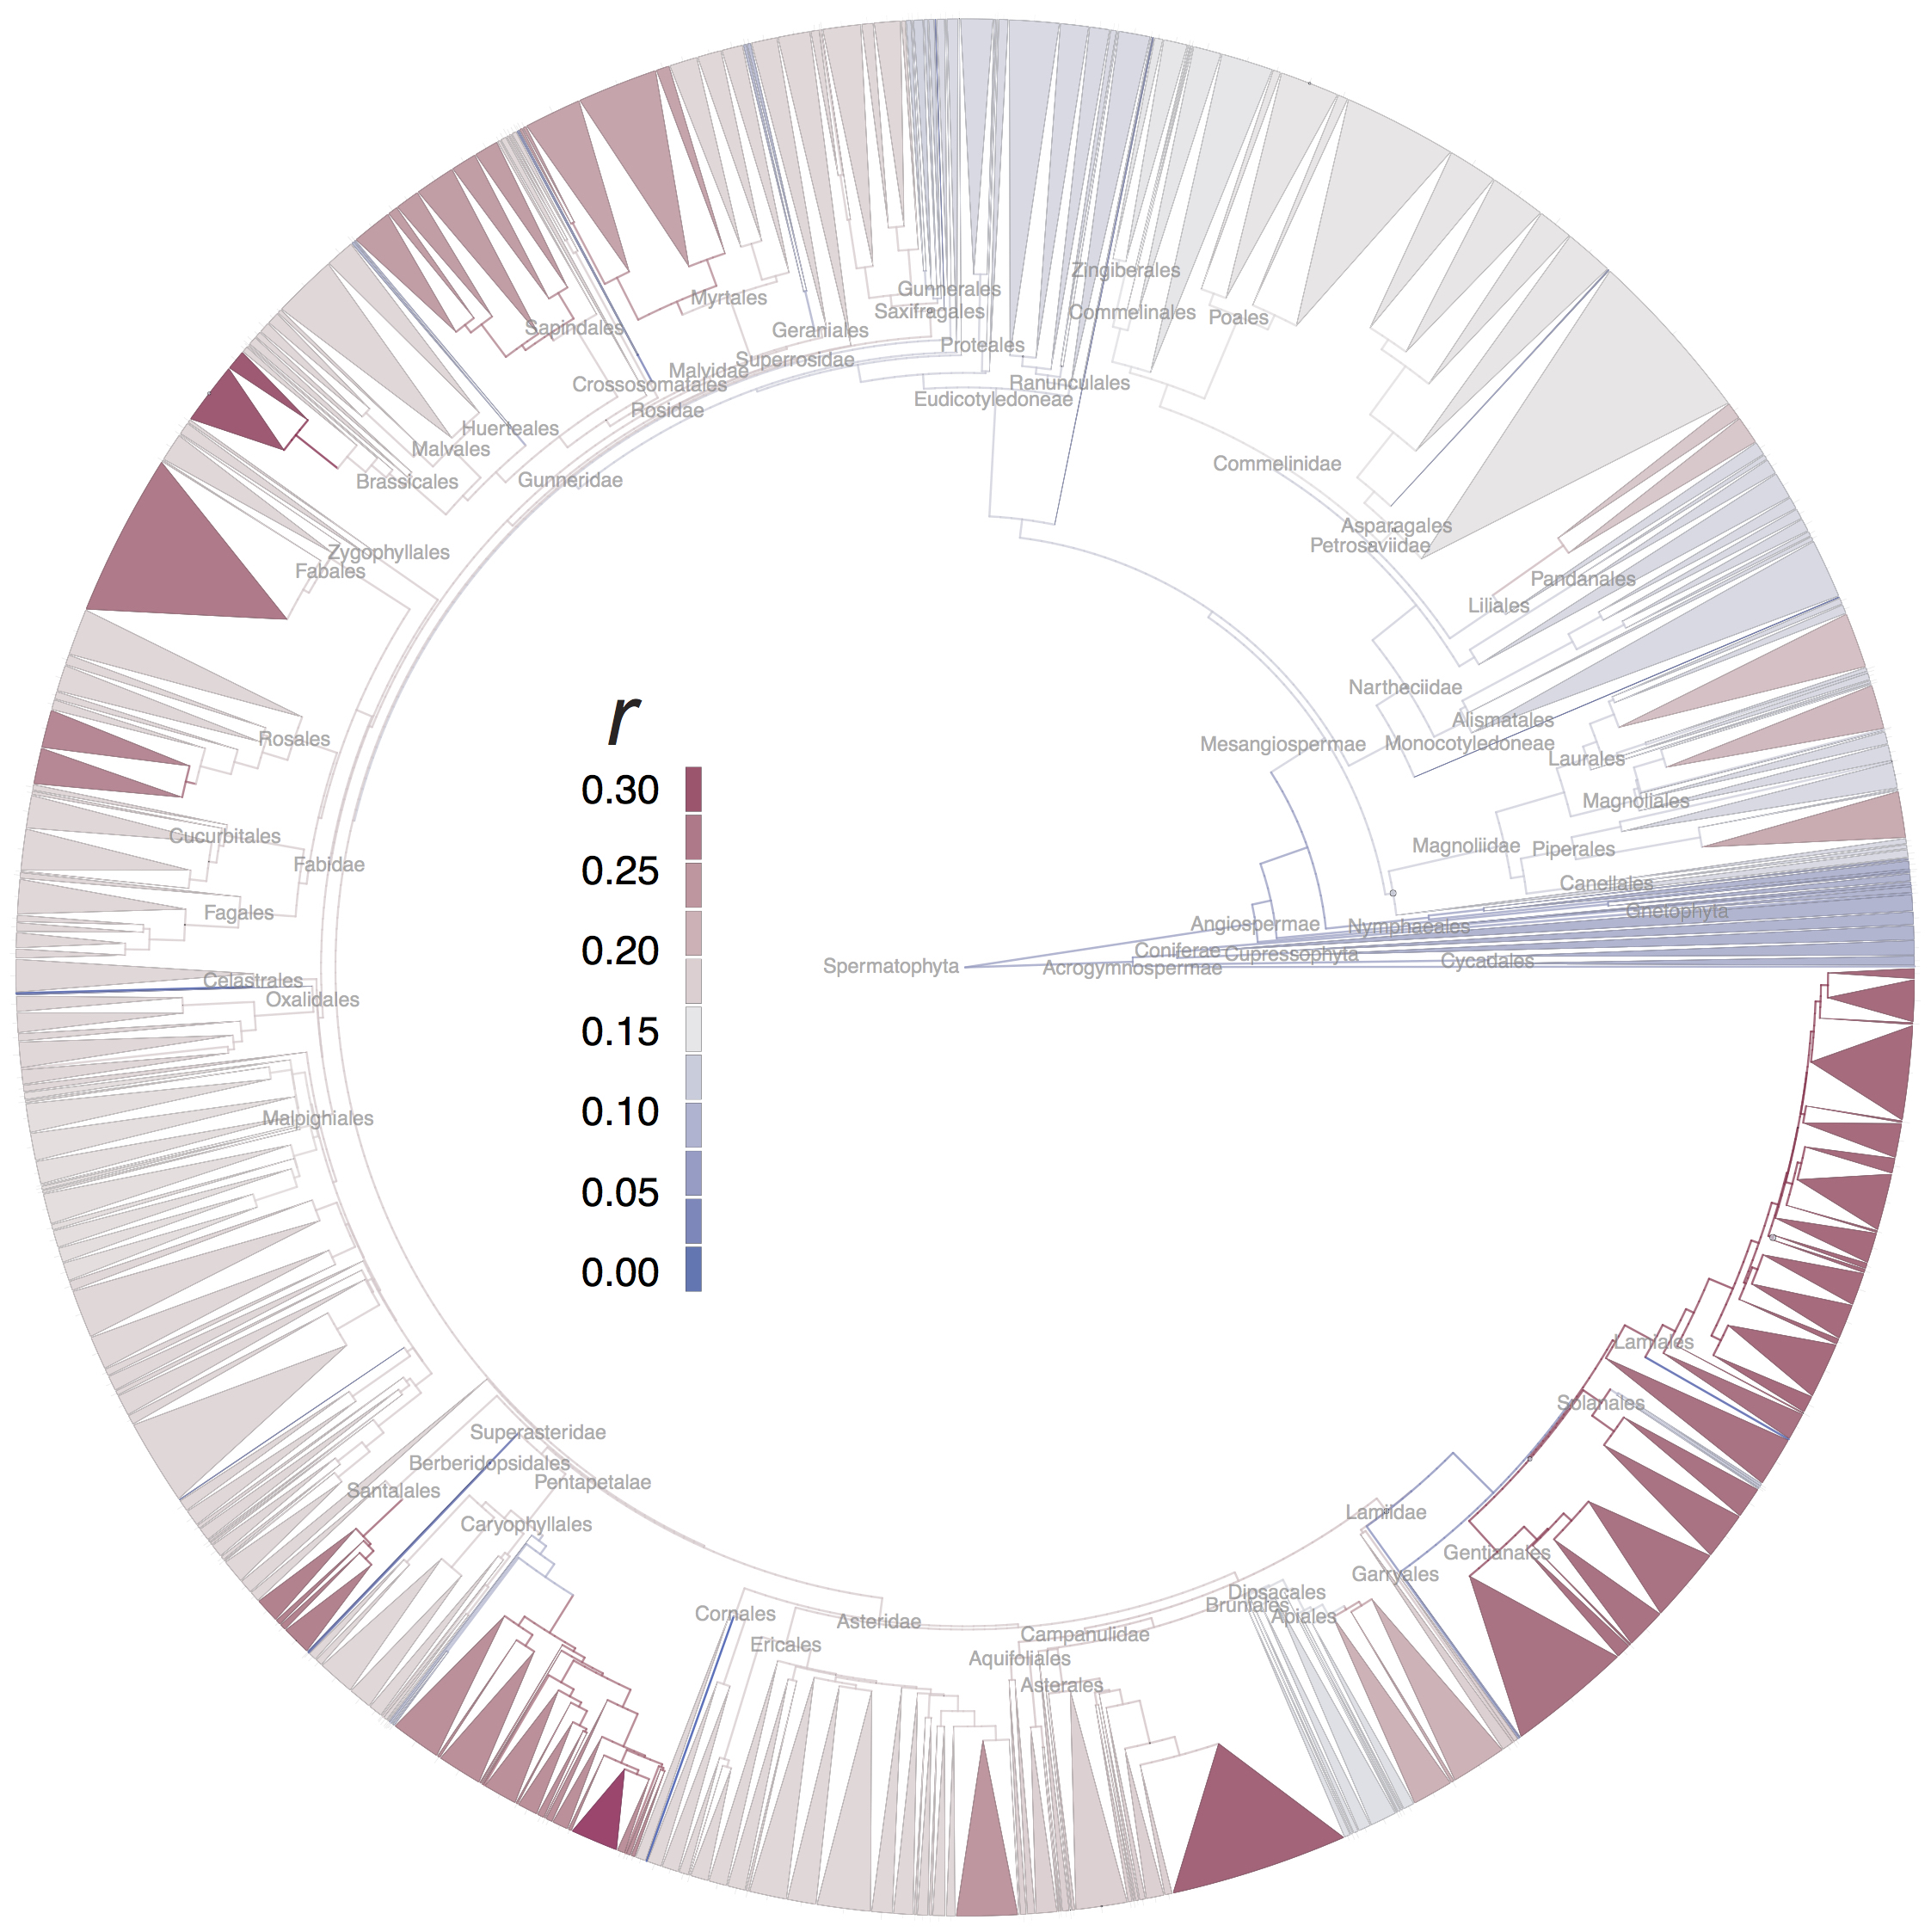 Zingiberales
Gunnerales
Myrtales
Saxifragales
Commelinales
Poales
Sapindales
Geraniales
Proteales
Superrosidae
Malvidae
Crossosomatales
Ranunculales
Eudicotyledoneae
Rosidae
Huerteales
Malvales
Commelinidae
Brassicales
Gunneridae
Asparagales
Petrosaviidae
Zygophyllales
Fabales
Pandanales
Liliales
Nartheciidae
r
Alismatales
Rosales
Mesangiospermae
Monocotyledoneae
Laurales
0.30
Magnoliales
Cucurbitales
Magnoliidae
Piperales
Fabidae
0.25
Canellales
Fagales
Gnetophyta
Angiospermae
Nymphaeales
0.20
Coniferae
Cupressophyta
Cycadales
Spermatophyta
Acrogymnospermae
Celastrales
Oxalidales
0.15
0.10
Malpighiales
0.05
0.00
Lamiales
Solanales
Superasteridae
Berberidopsidales
Pentapetalae
Santalales
Lamiidae
Caryophyllales
Gentianales
Garryales
Dipsacales
Bruniales
Apiales
Cornales
Asteridae
Campanulidae
Ericales
Aquifoliales
Asterales